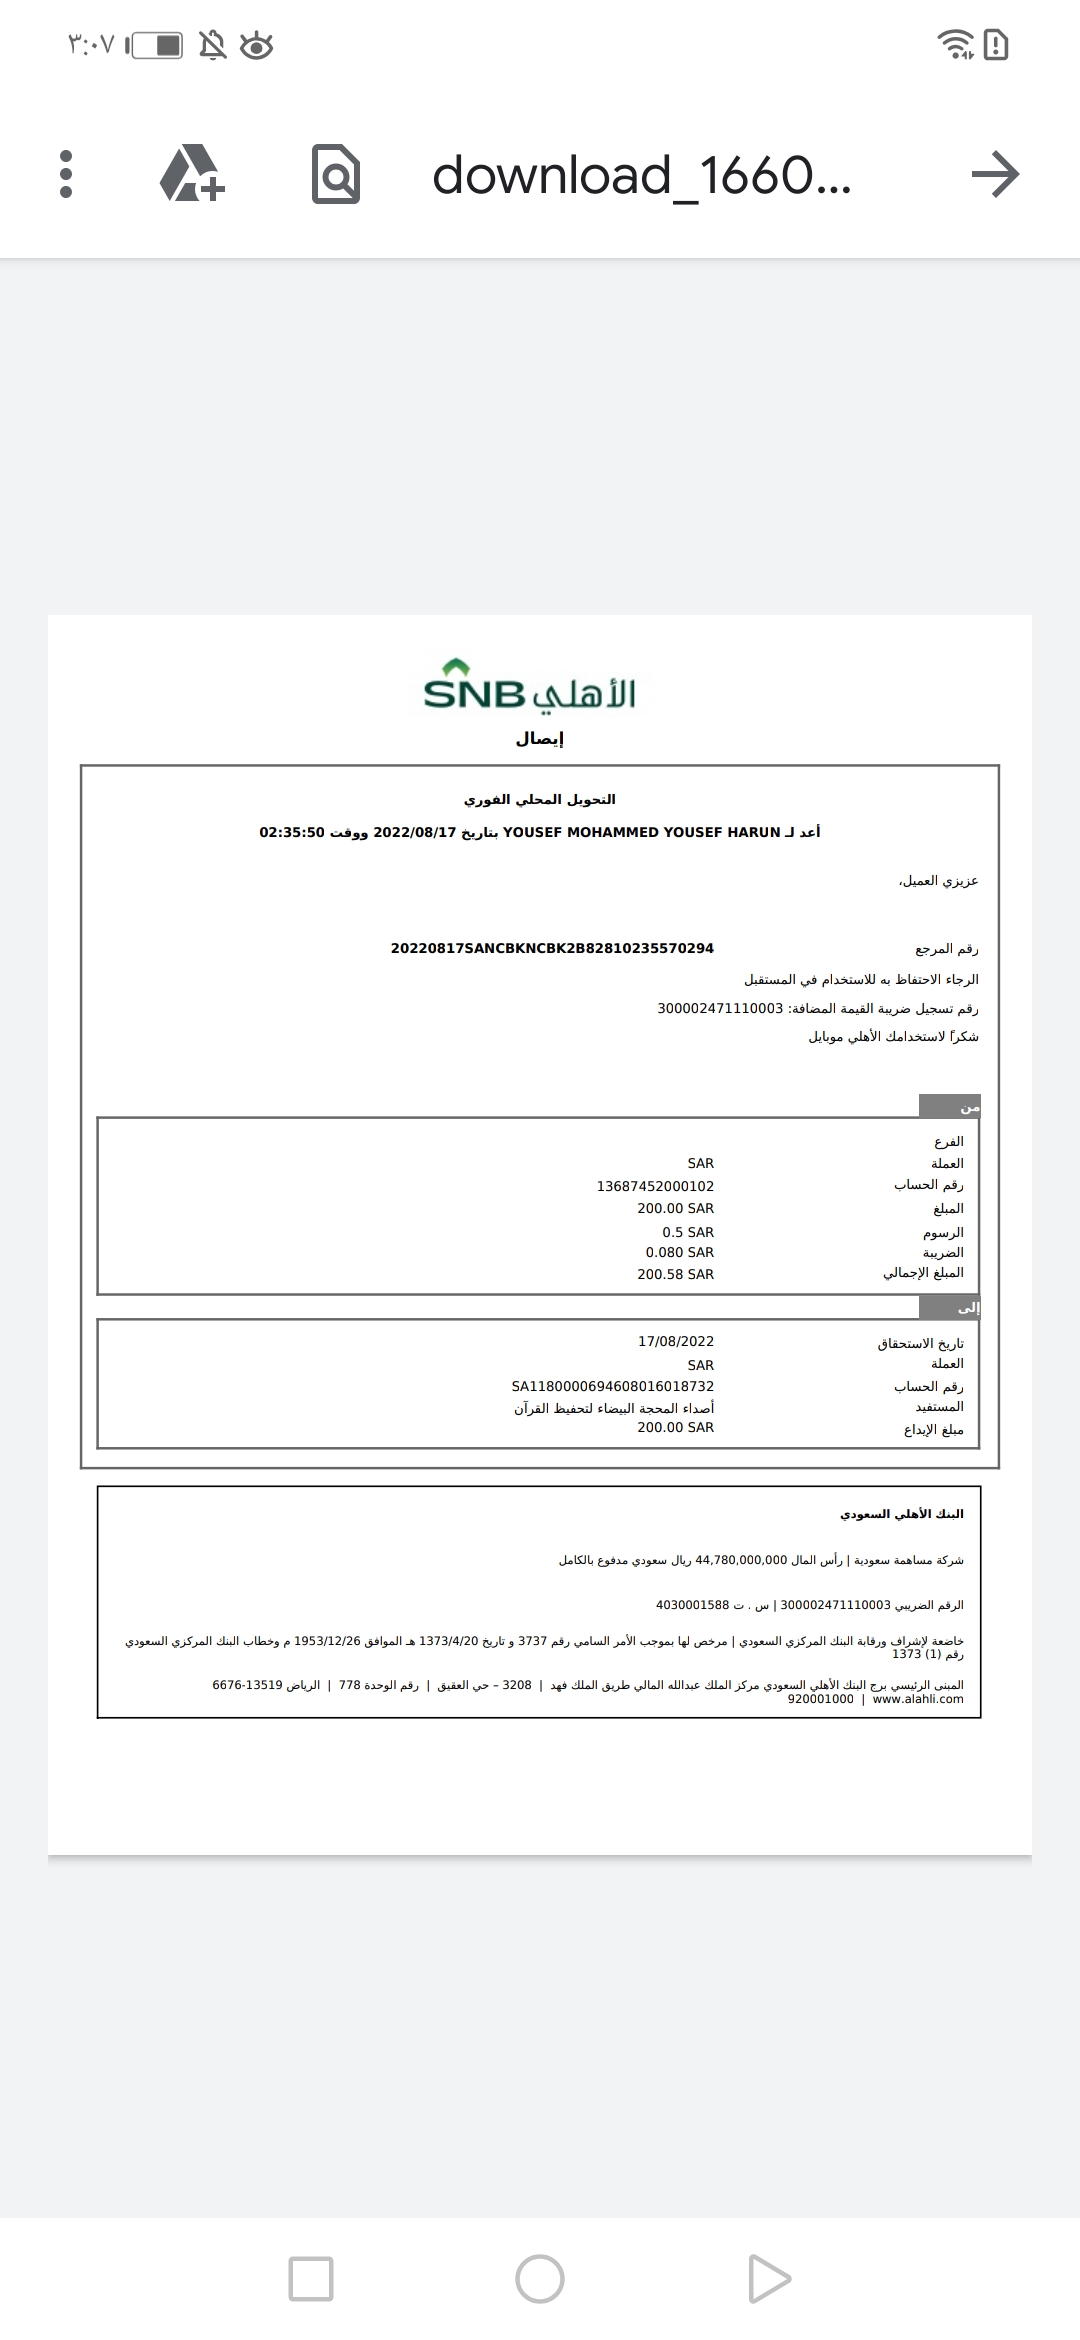 ٣:٠٧
download_1660...
SNB الأهلي
إيصال
التحويل المحلي الفوري
أعد لـ YOUSEF MOHAMMED YOUSEF HARUN بتاريخ 2022/08/17 ووقت 02:35:50
عزيزي العميل،
رقم المرجع 20220817SANCBKNCBK2B82810235570294
الرجاء الاحتفاظ به للاستخدام في المستقبل
رقم تسجيل ضريبة القيمة المضافة: 300002471110003
شكراً لاستخدامك الأهلي موبايل
من
الفرع
العملة SAR
رقم الحساب 13687452000102
المبلغ 200.00 SAR
الرسوم 0.5 SAR
الضريبة 0.080 SAR
المبلغ الإجمالي 200.58 SAR
إلى
تاريخ الاستحقاق 17/08/2022
العملة SAR
رقم الحساب SA1180000694608016018732
المستفيد أصداء المحجة البيضاء لتحفيظ القرآن
مبلغ الإيداع 200.00 SAR
البنك الأهلي السعودي
شركة مساهمة سعودية | رأس المال 44,780,000,000 ريال سعودي مدفوع بالكامل
الرقم الضريبي 300002471110003 | س . ت 4030001588
خاضعة لإشراف ورقابة البنك المركزي السعودي | مرخص لها بموجب الأمر السامي رقم 3737 و تاريخ 1373/4/20 هـ الموافق 1953/12/26 م وخطاب البنك المركزي السعودي
رقم (1) 1373
المبنى الرئيسي برج البنك الأهلي السعودي مركز الملك عبدالله المالي طريق الملك فهد | 3208 – حي العقيق | رقم الوحدة 778 | الرياض 13519-6676
920001000 | www.alahli.com